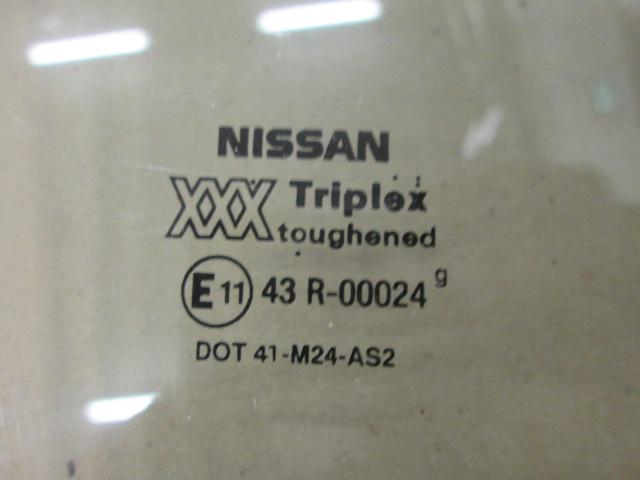 NISSAN
XXX Triplex
toughened
E11 43 R-00024 g
DOT 41-M24-AS2